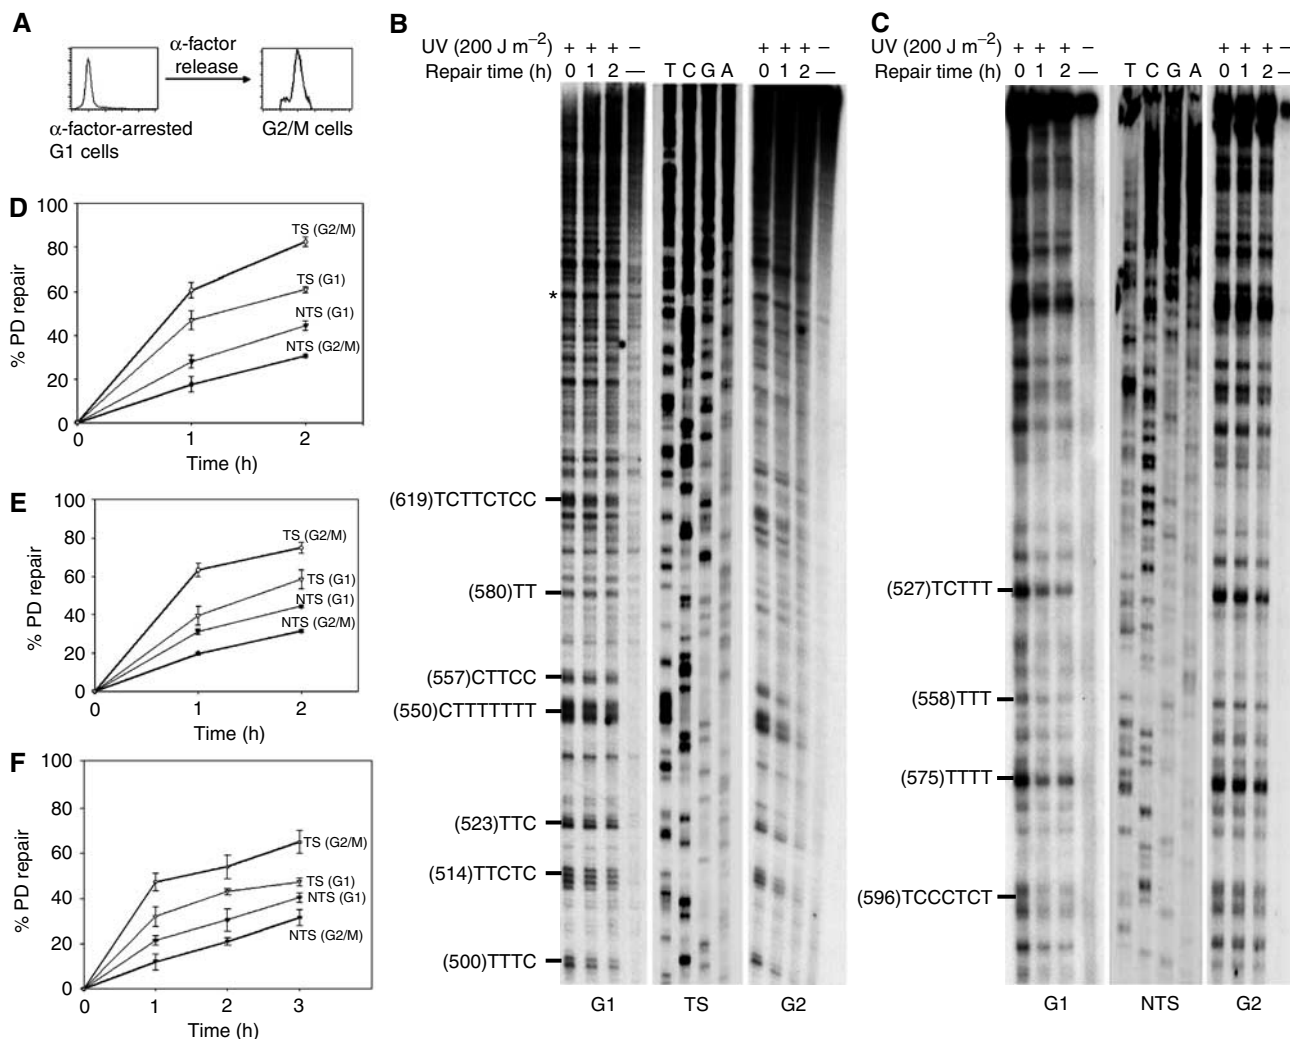 A
α-factor
release
α-factor-arrested
G1 cells
G2/M cells
B
UV (200 J m⁻²) + + + −
Repair time (h) 0 1 2 — T C G A
+ + + −
0 1 2 —
*
(619)TCTTCTCC
(580)TT
(557)CTTCC
(550)CTTTTTTT
(523)TTC
(514)TTCTC
(500)TTTC
G1 TS G2
C
UV (200 J m⁻²) + + + −
Repair time (h) 0 1 2 — T C G A
+ + + −
0 1 2 —
(527)TCTTT
(558)TTT
(575)TTTT
(596)TCCCTCT
G1 NTS G2
D
% PD repair
100
80
60
40
20
0
TS (G2/M)
TS (G1)
NTS (G1)
NTS (G2/M)
0 1 2
Time (h)
E
% PD repair
100
80
60
40
20
0
TS (G2/M)
TS (G1)
NTS (G1)
NTS (G2/M)
0 1 2
Time (h)
F
% PD repair
100
80
60
40
20
0
TS (G2/M)
TS (G1)
NTS (G1)
NTS (G2/M)
0 1 2 3
Time (h)